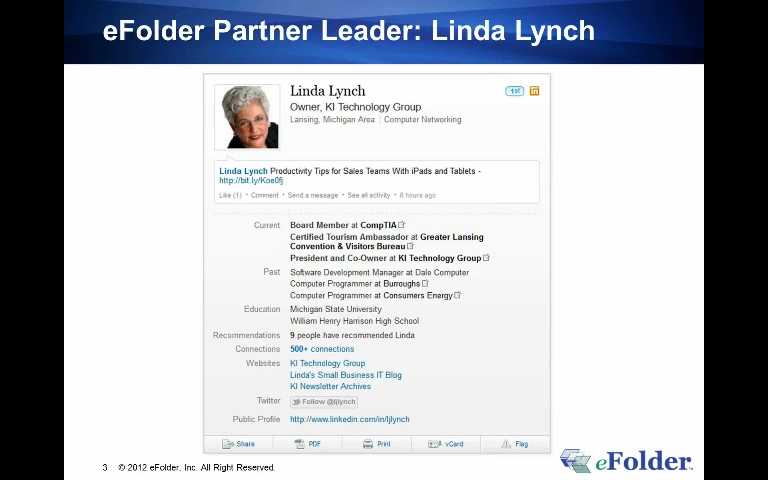 eFolder Partner Leader: Linda Lynch
Linda Lynch
1st
in
Owner, KI Technology Group
Lansing, Michigan Area | Computer Networking
Linda Lynch Productivity Tips for Sales Teams With iPads and Tablets -
http://bit.ly/Koe0fj
Like (1) • Comment • Send a message • See all activity • 6 hours ago
Current Board Member at CompTIA
Certified Tourism Ambassador at Greater Lansing
Convention & Visitors Bureau
President and Co-Owner at KI Technology Group
Past Software Development Manager at Dale Computer
Computer Programmer at Burroughs
Computer Programmer at Consumers Energy
Education Michigan State University
William Henry Harrison High School
Recommendations 9 people have recommended Linda
Connections 500+ connections
Websites KI Technology Group
Linda's Small Business IT Blog
KI Newsletter Archives
Twitter Follow @ljlynch
Public Profile http://www.linkedin.com/in/ljlynch
Share PDF Print vCard Flag
3 © 2012 eFolder, Inc. All Right Reserved.
eFolder